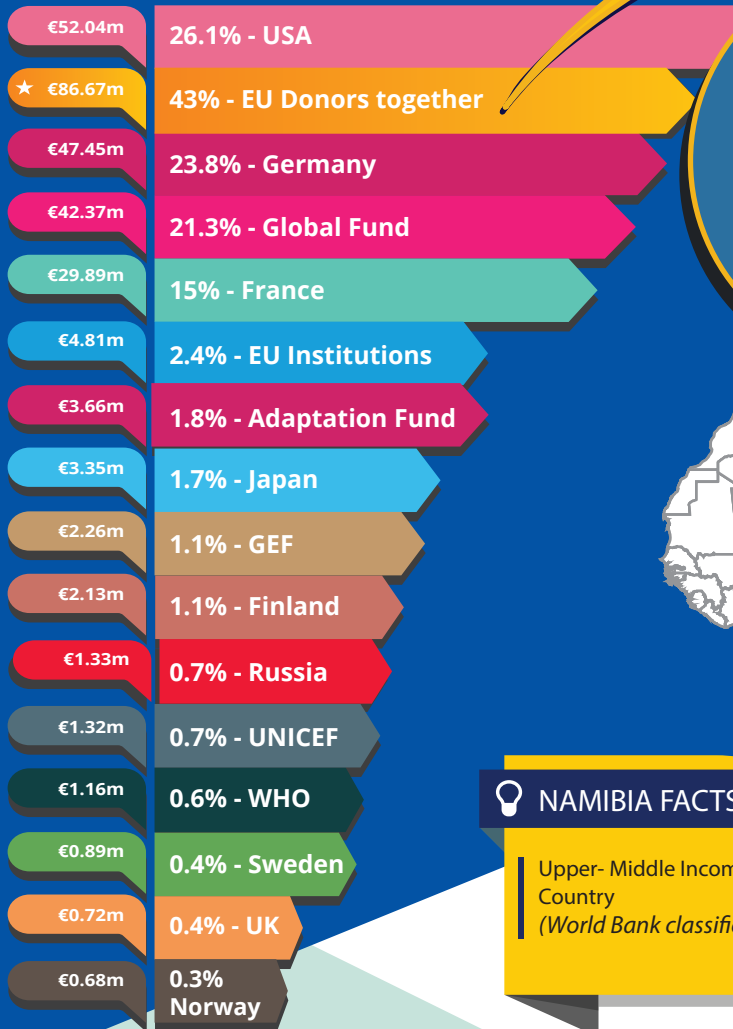 €52.04m
26.1% - USA
★ €86.67m
43% - EU Donors together
€47.45m
23.8% - Germany
€42.37m
21.3% - Global Fund
€29.89m
15% - France
€4.81m
2.4% - EU Institutions
€3.66m
1.8% - Adaptation Fund
€3.35m
1.7% - Japan
€2.26m
1.1% - GEF
€2.13m
1.1% - Finland
€1.33m
0.7% - Russia
€1.32m
0.7% - UNICEF
€1.16m
0.6% - WHO
€0.89m
0.4% - Sweden
€0.72m
0.4% - UK
€0.68m
0.3%
Norway
NAMIBIA FACTS
Upper- Middle Incom
Country
(World Bank classifi